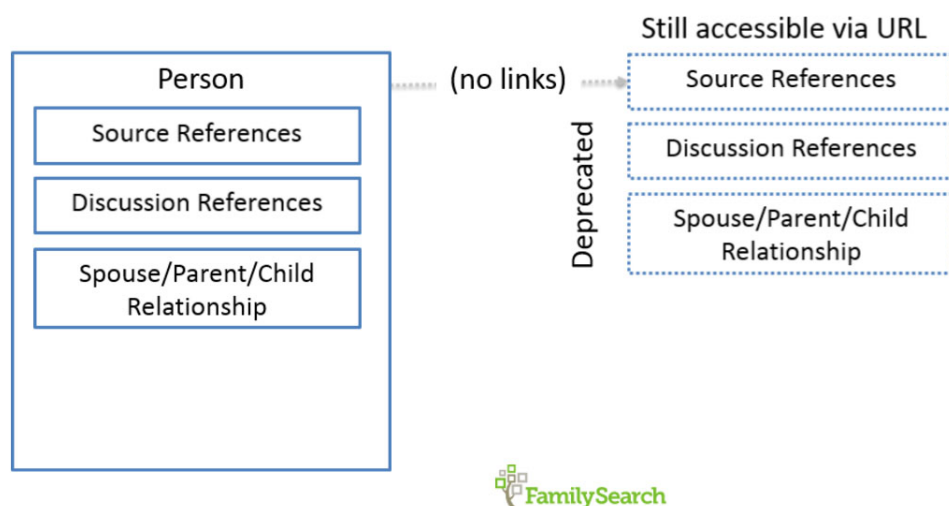 Person
Source References
Discussion References
Spouse/Parent/Child
Relationship
(no links)
Deprecated
Still accessible via URL
Source References
Discussion References
Spouse/Parent/Child
Relationship
FamilySearch